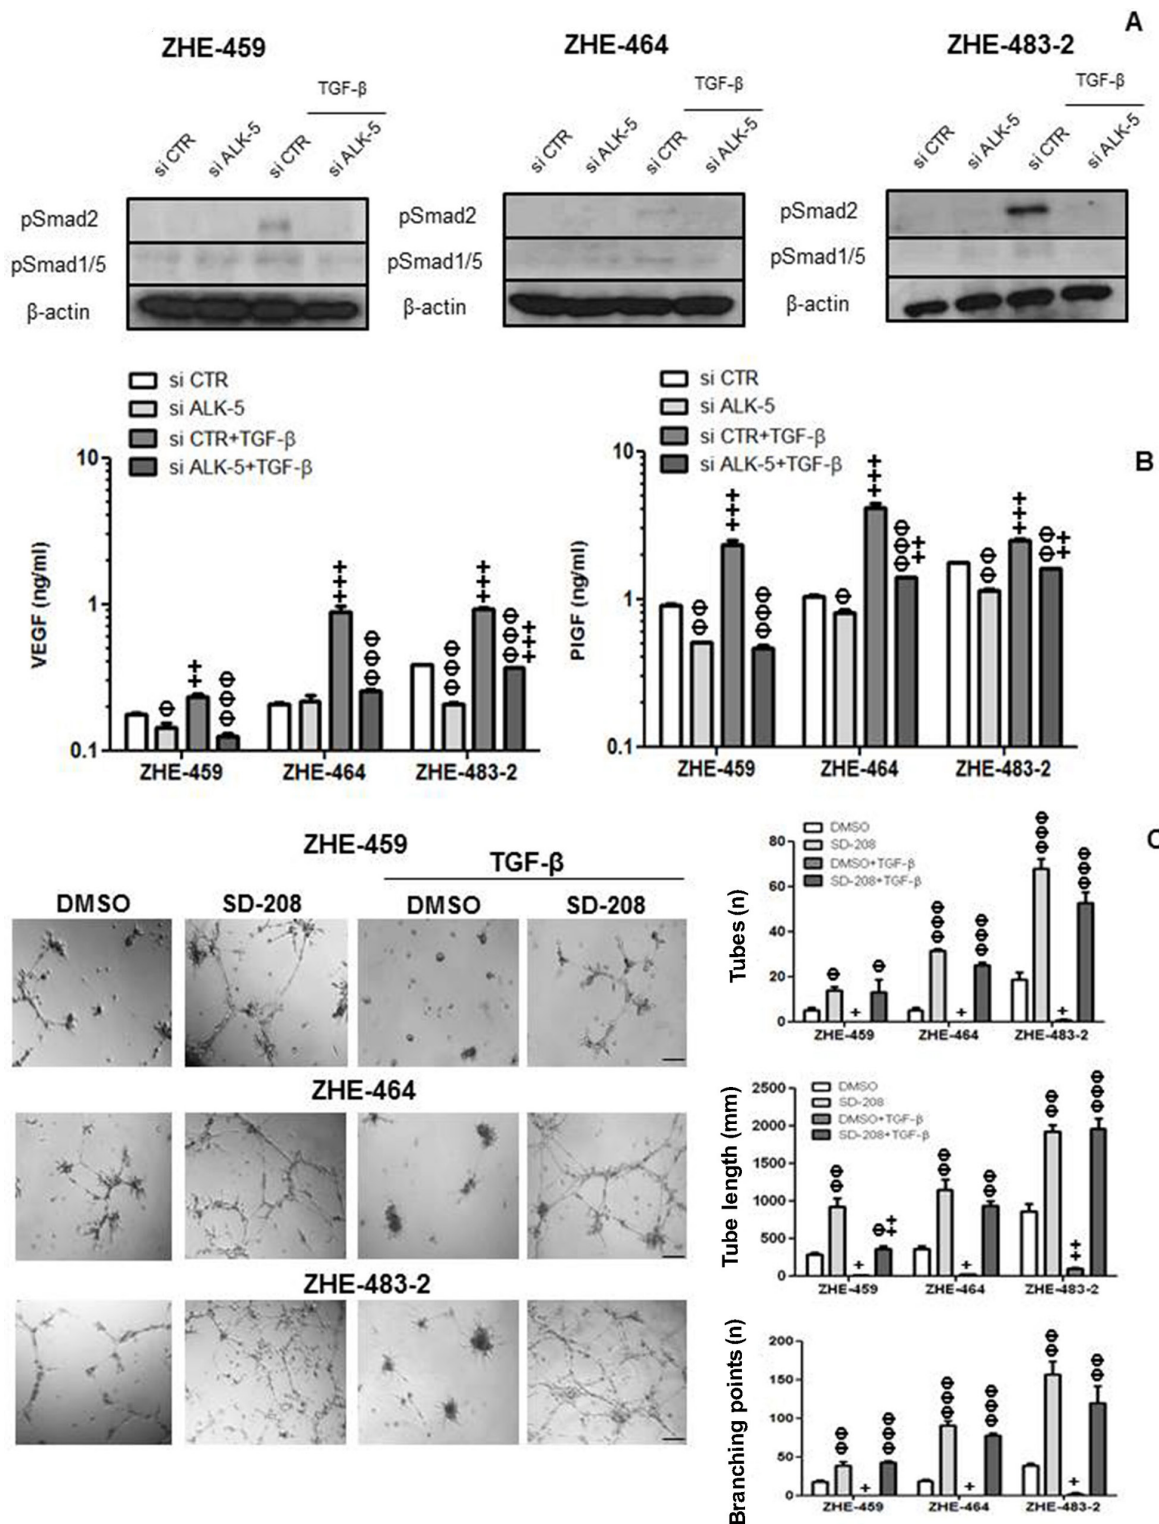 A
ZHE-459
ZHE-464
ZHE-483-2
TGF-β
TGF-β
TGF-β
si CTR
si ALK-5
si CTR
si ALK-5
si CTR
si ALK-5
si CTR
si ALK-5
si CTR
si ALK-5
si CTR
si ALK-5
pSmad2
pSmad1/5
β-actin
pSmad2
pSmad1/5
β-actin
pSmad2
pSmad1/5
β-actin
B
si CTR
si ALK-5
si CTR+TGF-β
si ALK-5+TGF-β
VEGF (ng/ml)
10
1
0.1
++
+++
+++
+++
ΦΦΦ
ZHE-459
ZHE-464
ZHE-483-2
si CTR
si ALK-5
si CTR+TGF-β
si ALK-5+TGF-β
PIGF (ng/ml)
10
1
0.1
+++
+++
++
+++
++
ZHE-459
ZHE-464
ZHE-483-2
C
ZHE-459
TGF-β
DMSO
SD-208
DMSO
SD-208
ZHE-464
ZHE-483-2
DMSO
SD-208
DMSO+TGF-β
SD-208+TGF-β
Tubes (n)
80
60
40
20
0
+
+
+
ZHE-459
ZHE-464
ZHE-483-2
DMSO
SD-208
DMSO+TGF-β
SD-208+TGF-β
Tube length (mm)
2500
2000
1500
1000
500
0
+
++
+
++
ZHE-459
ZHE-464
ZHE-483-2
Branching points (n)
200
150
100
50
0
+
+
+
ZHE-459
ZHE-464
ZHE-483-2